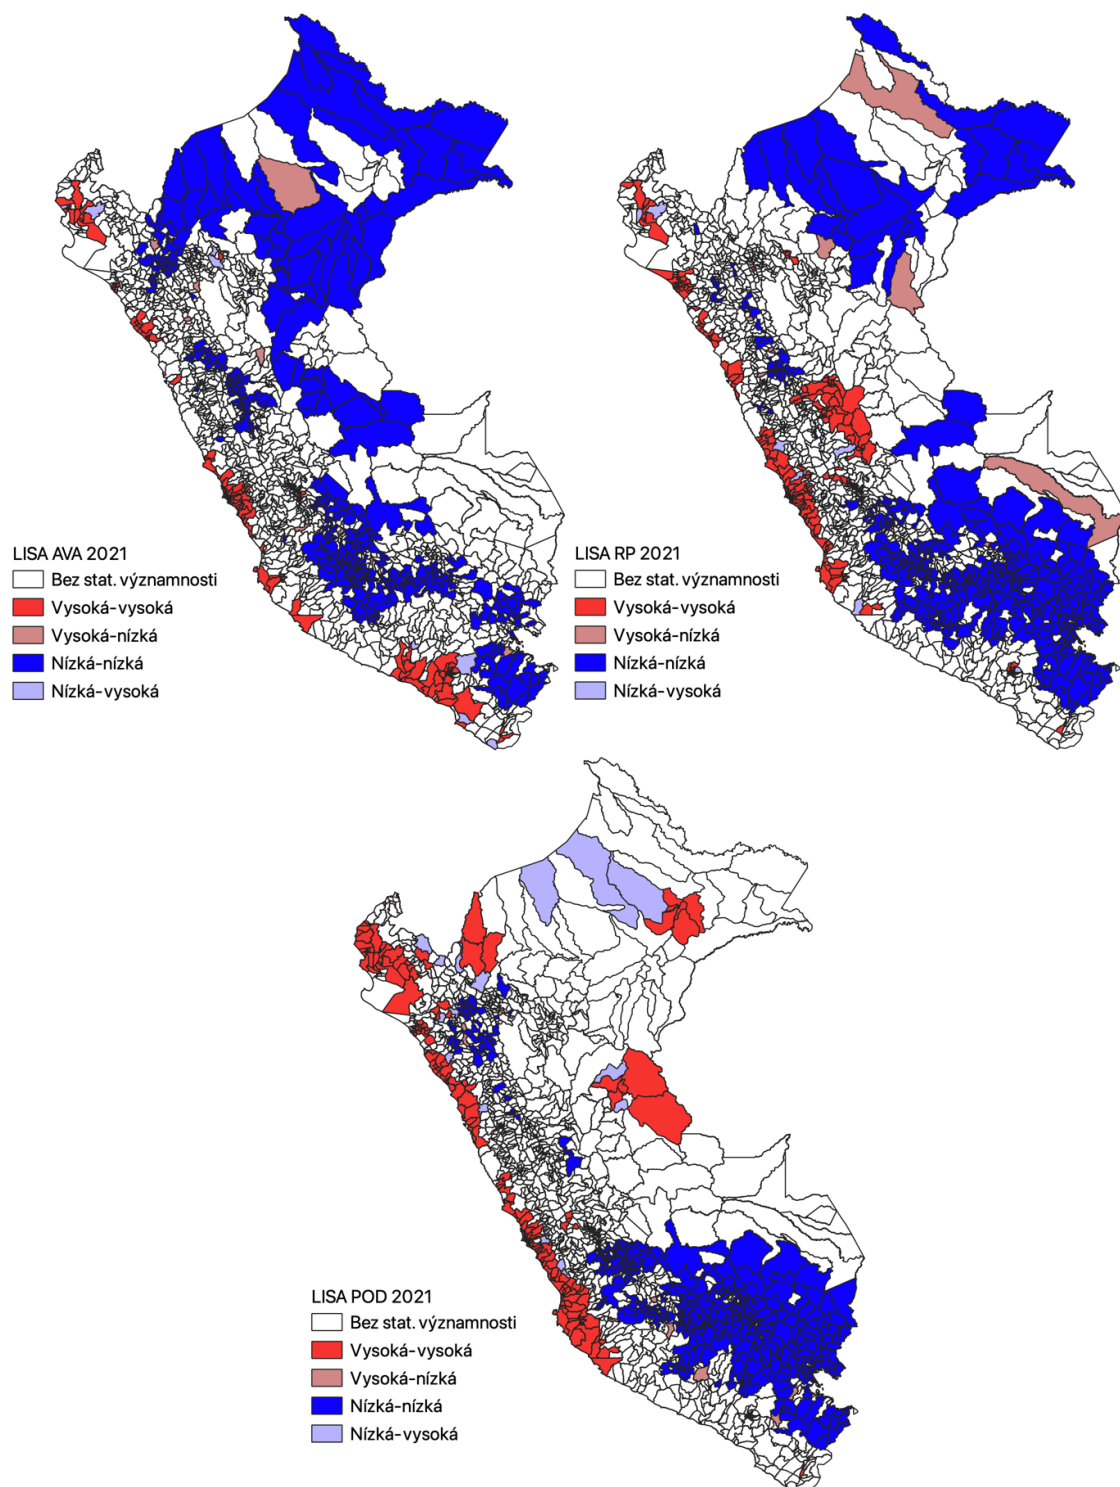 LISA AVA 2021
Bez stat. významnosti
Vysoká-vysoká
Vysoká-nízká
Nízká-nízká
Nízká-vysoká
LISA RP 2021
Bez stat. významnosti
Vysoká-vysoká
Vysoká-nízká
Nízká-nízká
Nízká-vysoká
LISA POD 2021
Bez stat. významnosti
Vysoká-vysoká
Vysoká-nízká
Nízká-nízká
Nízká-vysoká